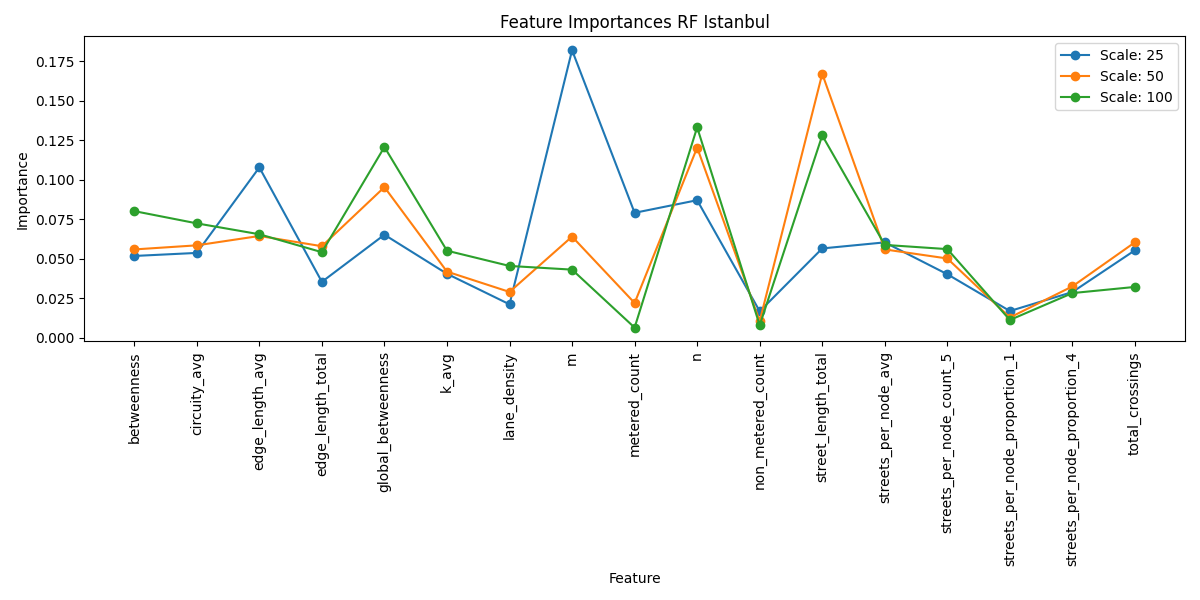 Feature Importances RF Istanbul
Scale: 25
Scale: 50
Scale: 100
Importance
0.175
0.150
0.125
0.100
0.075
0.050
0.025
0.000
betweenness
circuity_avg
edge_length_avg
edge_length_total
global_betweenness
k_avg
lane_density
m
metered_count
n
non_metered_count
street_length_total
streets_per_node_avg
streets_per_node_count_5
streets_per_node_proportion_1
streets_per_node_proportion_4
total_crossings
Feature